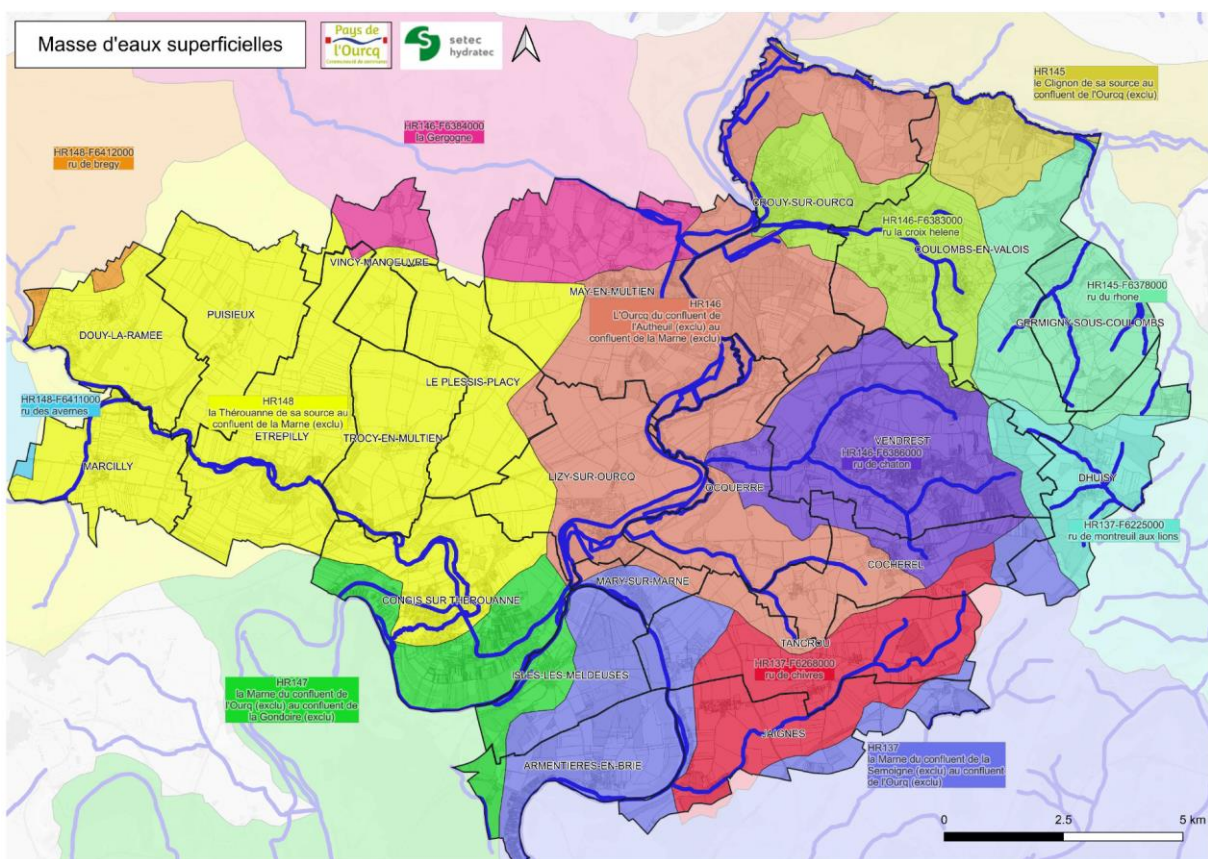 Masse d'eaux superficielles
Pays de
l'Ourcq
Communauté de communes
setec
hydratec
HR145
le Clignon de sa source au
confluent de l'Ourcq (exclu)
HR146-F6384000
la Gergogne
HR148-F6412000
ru de bregy
CROUY-SUR-OURCQ
HR146-F6383000
ru la croix helene
COULOMBS-EN-VALOIS
VINCY-MANOEUVRE
MAY-EN-MULTIEN
HR145-F6378000
ru du rhone
HR146
L'Ourcq du confluent de
l'Autheuil (exclu) au
confluent de la Marne (exclu)
PUISIEUX
GERMIGNY-SOUS-COULOMBS
DOUY-LA-RAMEE
LE PLESSIS-PLACY
HR148-F6411000
ru des avernes
HR148
la Thérouanne de sa source au
confluent de la Marne (exclu)
ETREPILLY
TROCY-EN-MULTIEN
VENDREST
HR146-F6386000
ru de chaton
MARCILLY
LIZY-SUR-OURCQ
OCQUERRE
DHUISY
HR137-F6225000
ru de montreuil aux lions
COCHEREL
MARY-SUR-MARNE
CONGIS SUR THEROUANNE
TANCROU
HR137-F6268000
ru de chivres
ISLES-LES-MELDEUSES
HR147
la Marne du confluent de
l'Ourq (exclu) au confluent de
la Gondoire (exclu)
JAIGNES
HR137
la Marne du confluent de la
Semoigne (exclu) au confluent
de l'Ourq (exclu)
ARMENTIERES-EN-BRIE
0 2.5 5 km